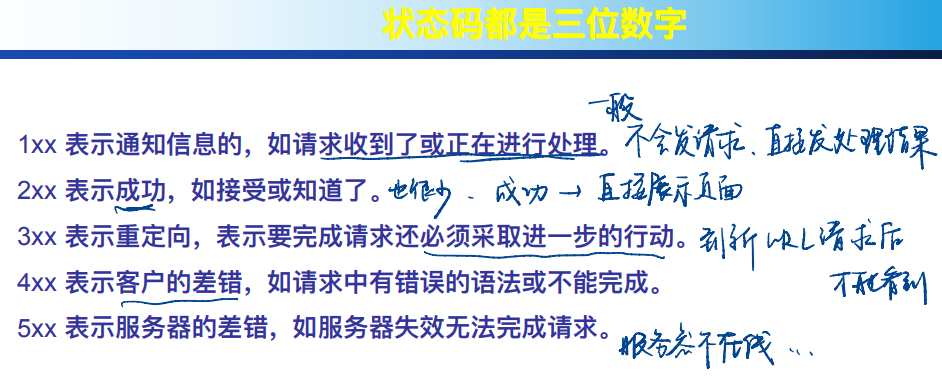 状态码都是三位数字
一般
1xx 表示通知信息的，如请求收到了或正在进行处理。不会发请求、直接发处理结果
2xx 表示成功，如接受或知道了。也很少、成功 → 直接展示页面
3xx 表示重定向，表示要完成请求还必须采取进一步的行动。到新URL请求后
4xx 表示客户的差错，如请求中有错误的语法或不能完成。 才能看到
5xx 表示服务器的差错，如服务器失效无法完成请求。
服务器不在线 ...